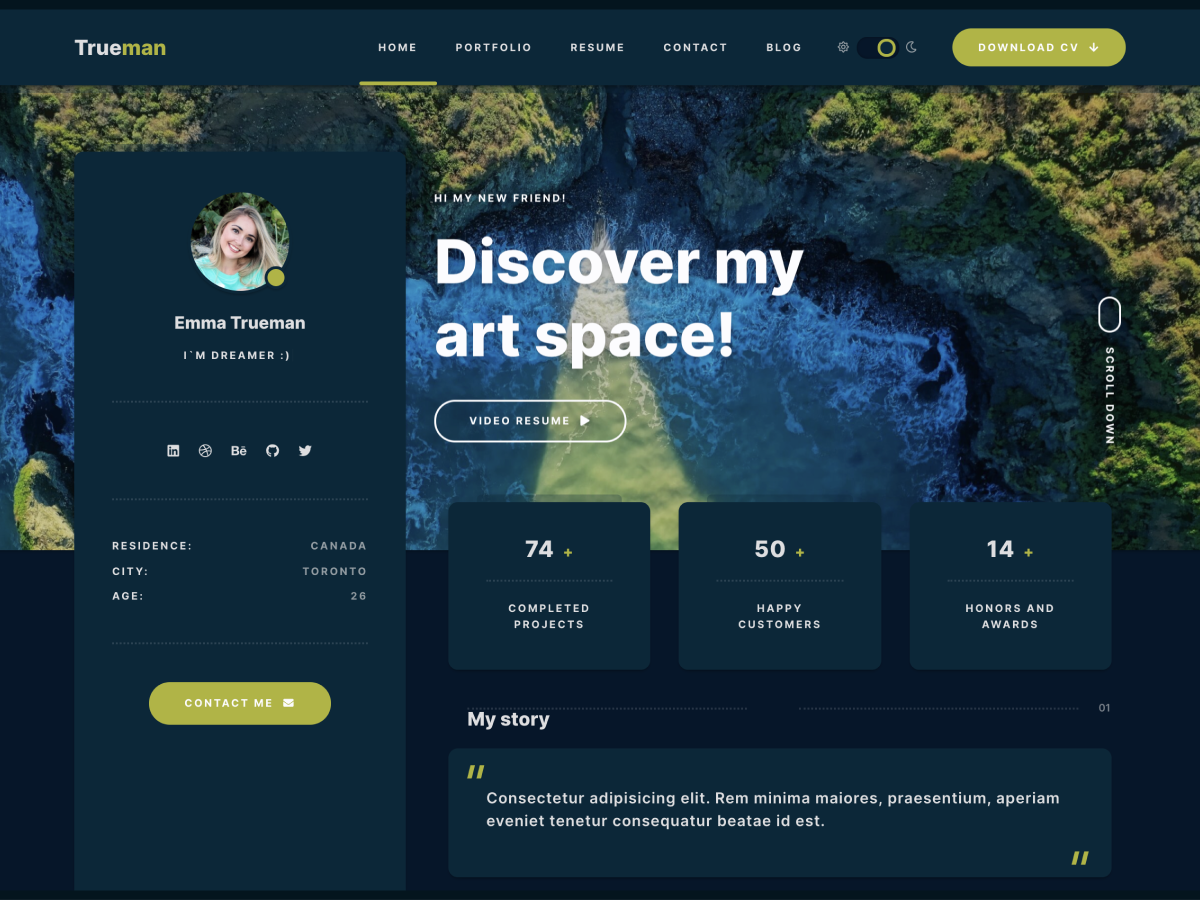 Trueman
HOME
PORTFOLIO
RESUME
CONTACT
BLOG
DOWNLOAD CV
Emma Trueman
I`M DREAMER :)
Bē
RESIDENCE:
CANADA
CITY:
TORONTO
AGE:
26
CONTACT ME
HI MY NEW FRIEND!
Discover my
art space!
VIDEO RESUME
SCROLL DOWN
74 +
COMPLETED
PROJECTS
50 +
HAPPY
CUSTOMERS
14 +
HONORS AND
AWARDS
My story
01
"
Consectetur adipisicing elit. Rem minima maiores, praesentium, aperiam
eveniet tenetur consequatur beatae id est.
"